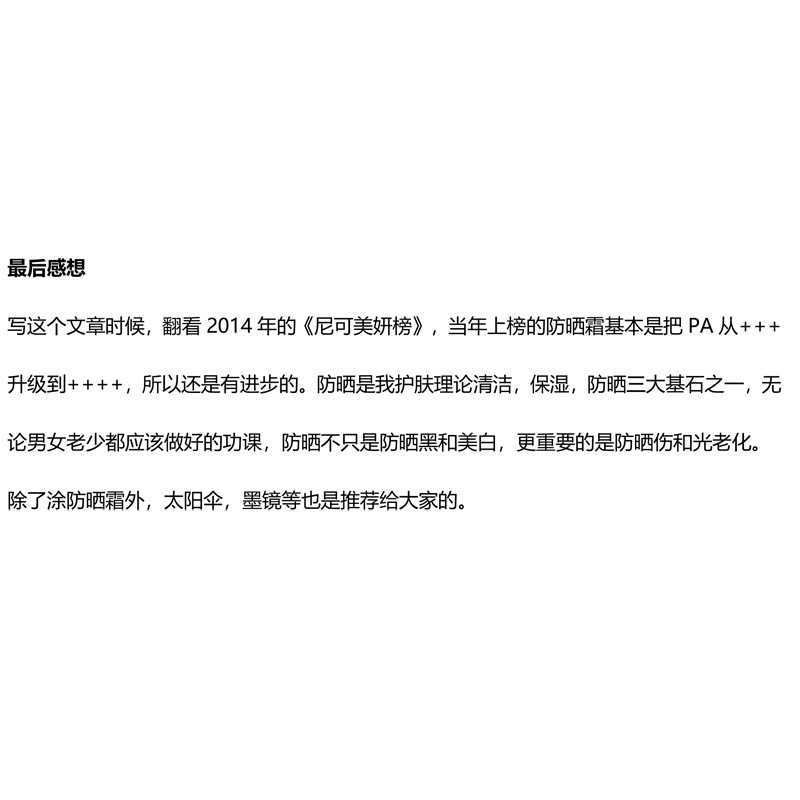 最后感想
写这个文章时候，翻看 2014 年的《尼可美妍榜》，当年上榜的防晒霜基本是把 PA 从+++
升级到++++，所以还是有进步的。防晒是我护肤理论清洁，保湿，防晒三大基石之一，无
论男女老少都应该做好的功课，防晒不只是防晒黑和美白，更重要的是防晒伤和光老化。
除了涂防晒霜外，太阳伞，墨镜等也是推荐给大家的。